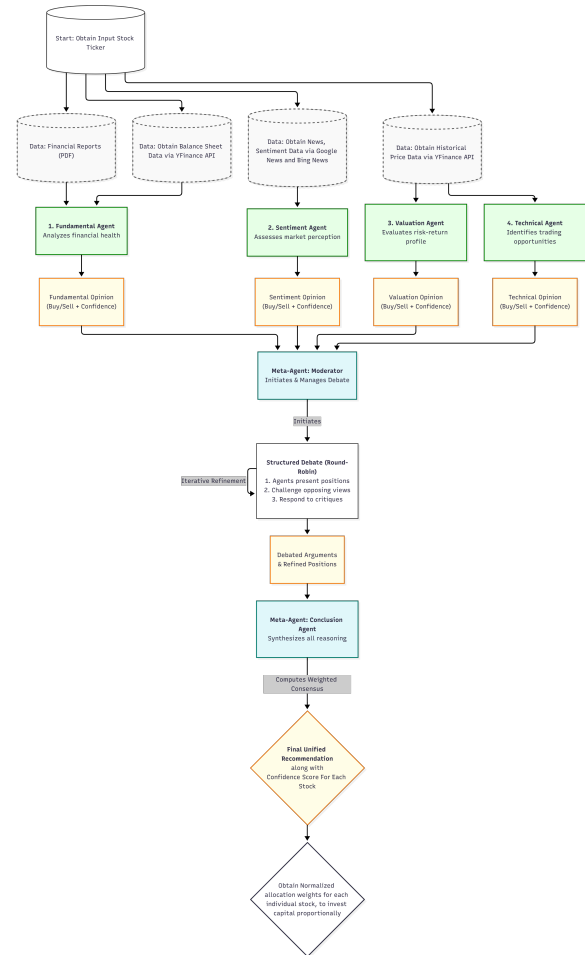 Start: Obtain Input Stock
Ticker
Data: Financial Reports
(PDF)
Data: Obtain Balance Sheet
Data via YFinance API
Data: Obtain News,
Sentiment Data via Google
News and Bing News
Data: Obtain Historical
Price Data via YFinance API
1. Fundamental Agent
Analyzes financial health
2. Sentiment Agent
Assesses market perception
3. Valuation Agent
Evaluates risk-return
profile
4. Technical Agent
Identifies trading
opportunities
Fundamental Opinion
(Buy/Sell + Confidence)
Sentiment Opinion
(Buy/Sell + Confidence)
Valuation Opinion
(Buy/Sell + Confidence)
Technical Opinion
(Buy/Sell + Confidence)
Meta-Agent: Moderator
Initiates & Manages Debate
Initiates
Structured Debate (Round-
Robin)
1. Agents present positions
2. Challenge opposing views
3. Respond to critiques
Iterative Refinement
Debated Arguments
& Refined Positions
Meta-Agent: Conclusion
Agent
Synthesizes all reasoning
Computes Weighted
Consensus
Final Unified
Recommendation
along with
Confidence Score For Each
Stock
Obtain Normalized
allocation weights for each
individual stock, to invest
capital proportionally